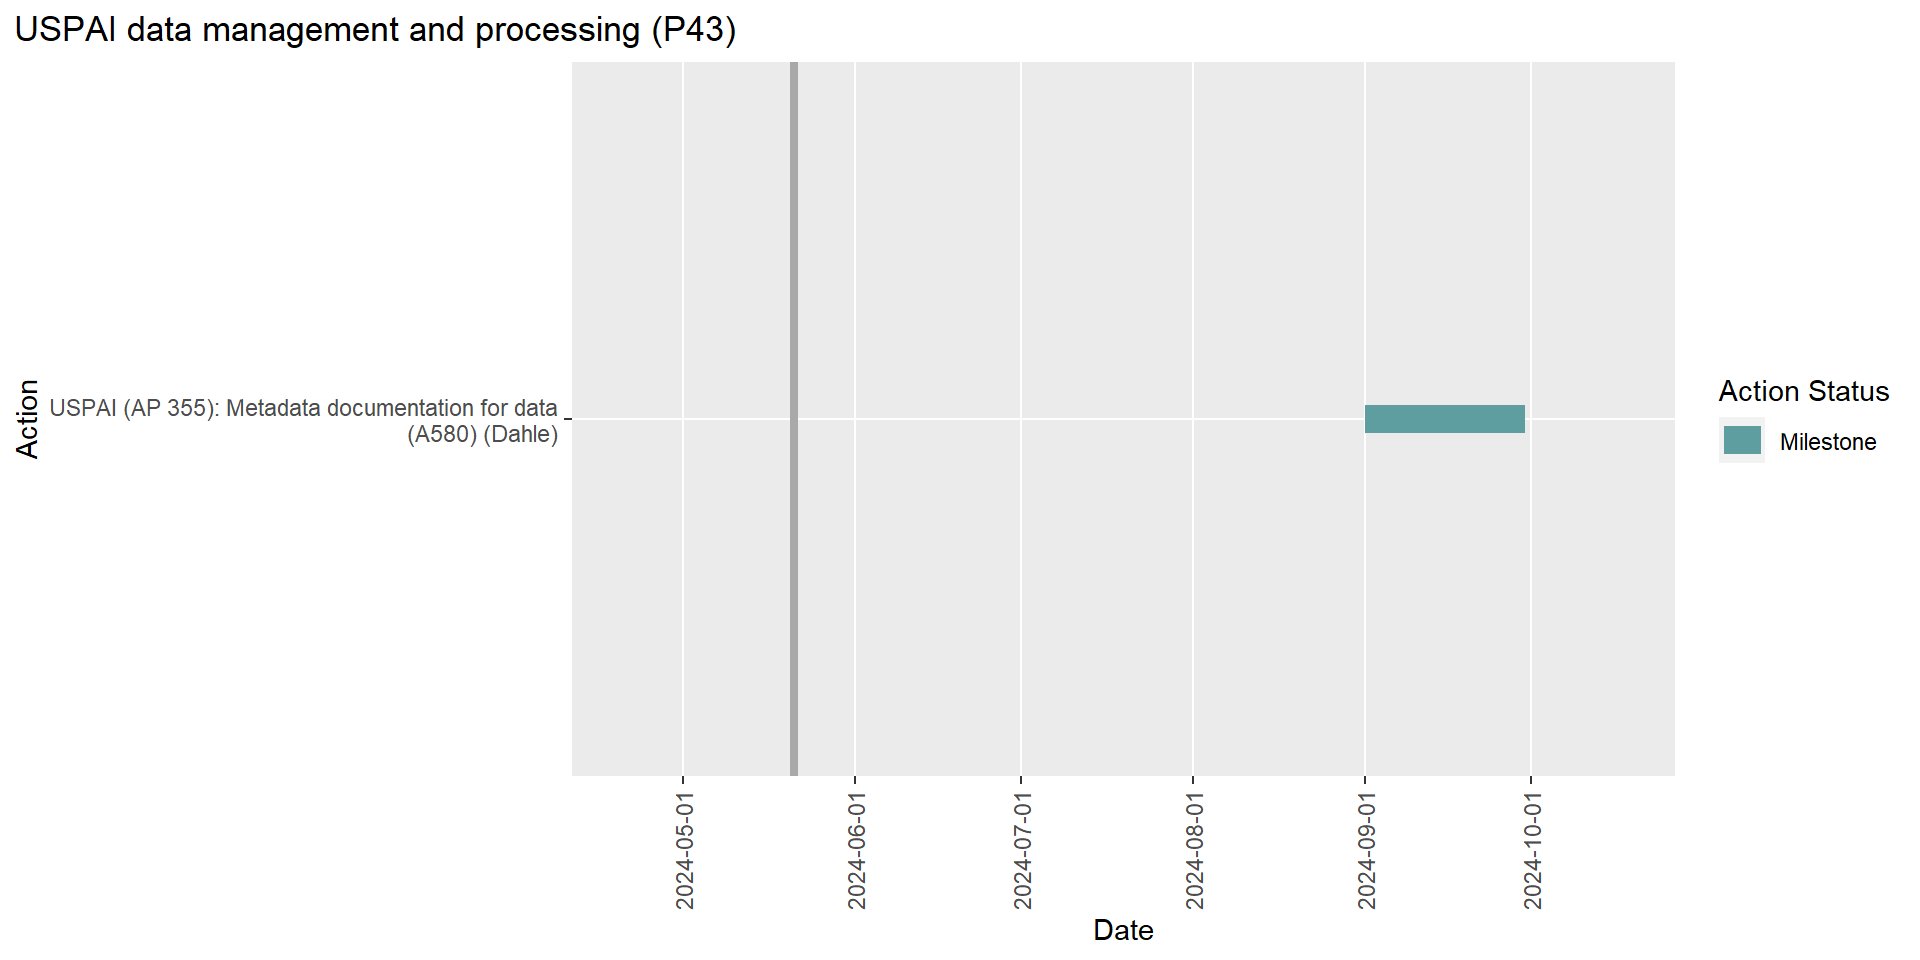 USPAI data management and processing (P43)
Action
USPAI (AP 355): Metadata documentation for data
(A580) (Dahle)
Action Status
Milestone
2024-05-01
2024-06-01
2024-07-01
2024-08-01
2024-09-01
2024-10-01
Date